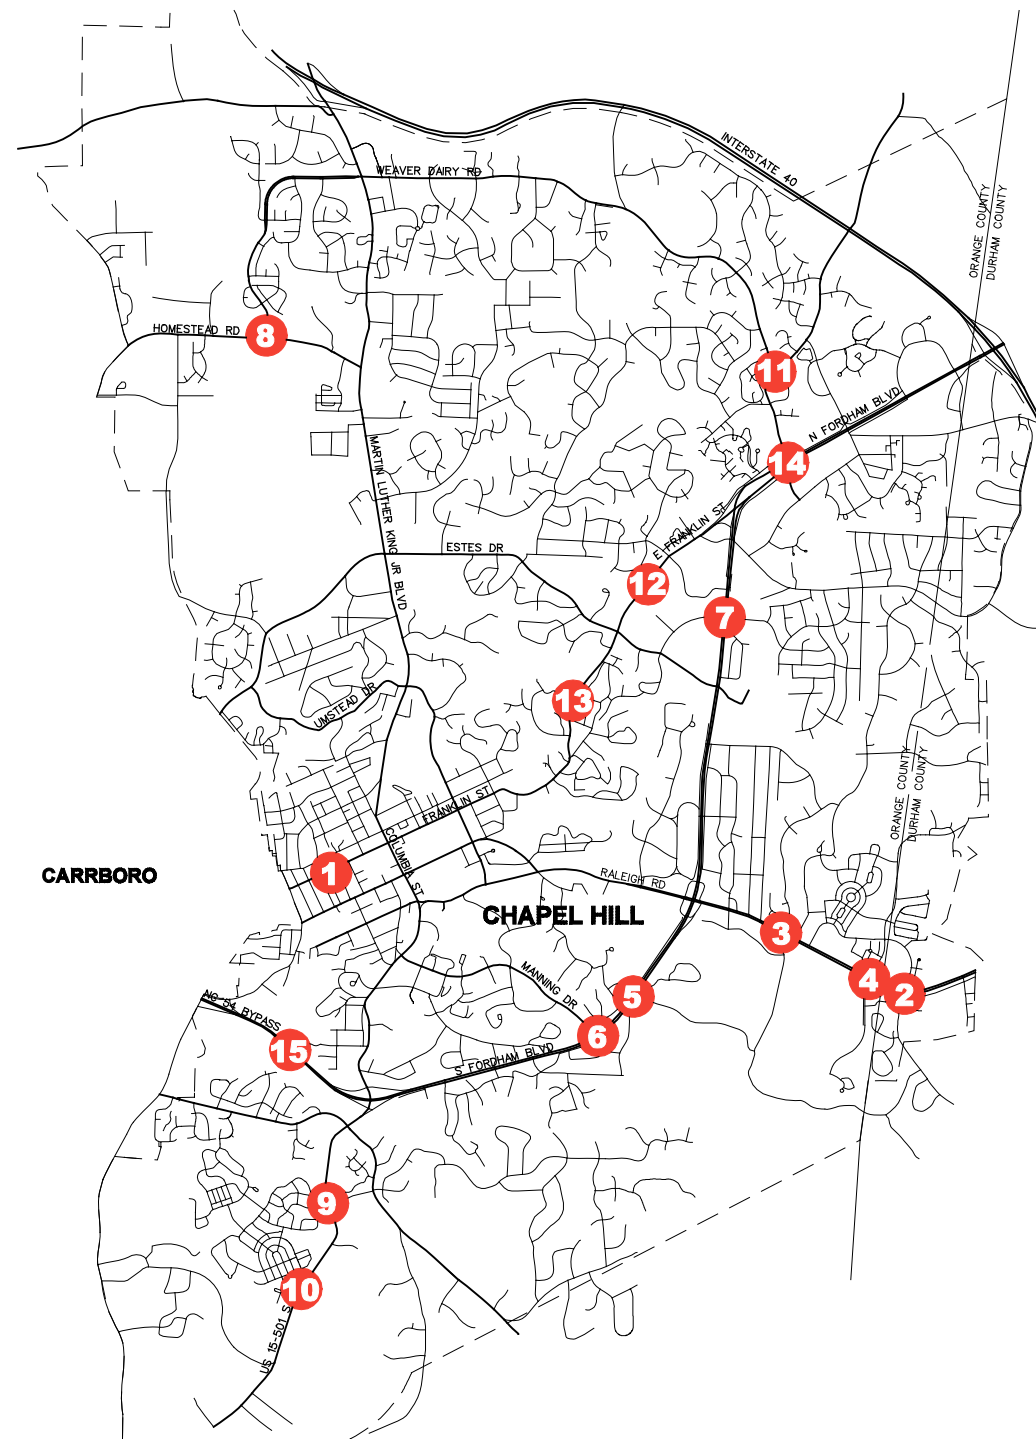 INTERSTATE 40
WEAVER DAIRY RD
ORANGE COUNTY
DURHAM COUNTY
HOMESTEAD RD
8
11
N FORDHAM BLVD
14
MARTIN LUTHER KING JR BLVD
E FRANKLIN ST
ESTES DR
12
7
UMSTEAD DR
13
ORANGE COUNTY
DURHAM COUNTY
FRANKLIN ST
COLUMBIA ST
1
CARRBORO
RALEIGH RD
CHAPEL HILL
3
MANNING DR
4
2
5
NC 54 BYPASS
6
15
S FORDHAM BLVD
9
10
US 15-501 S